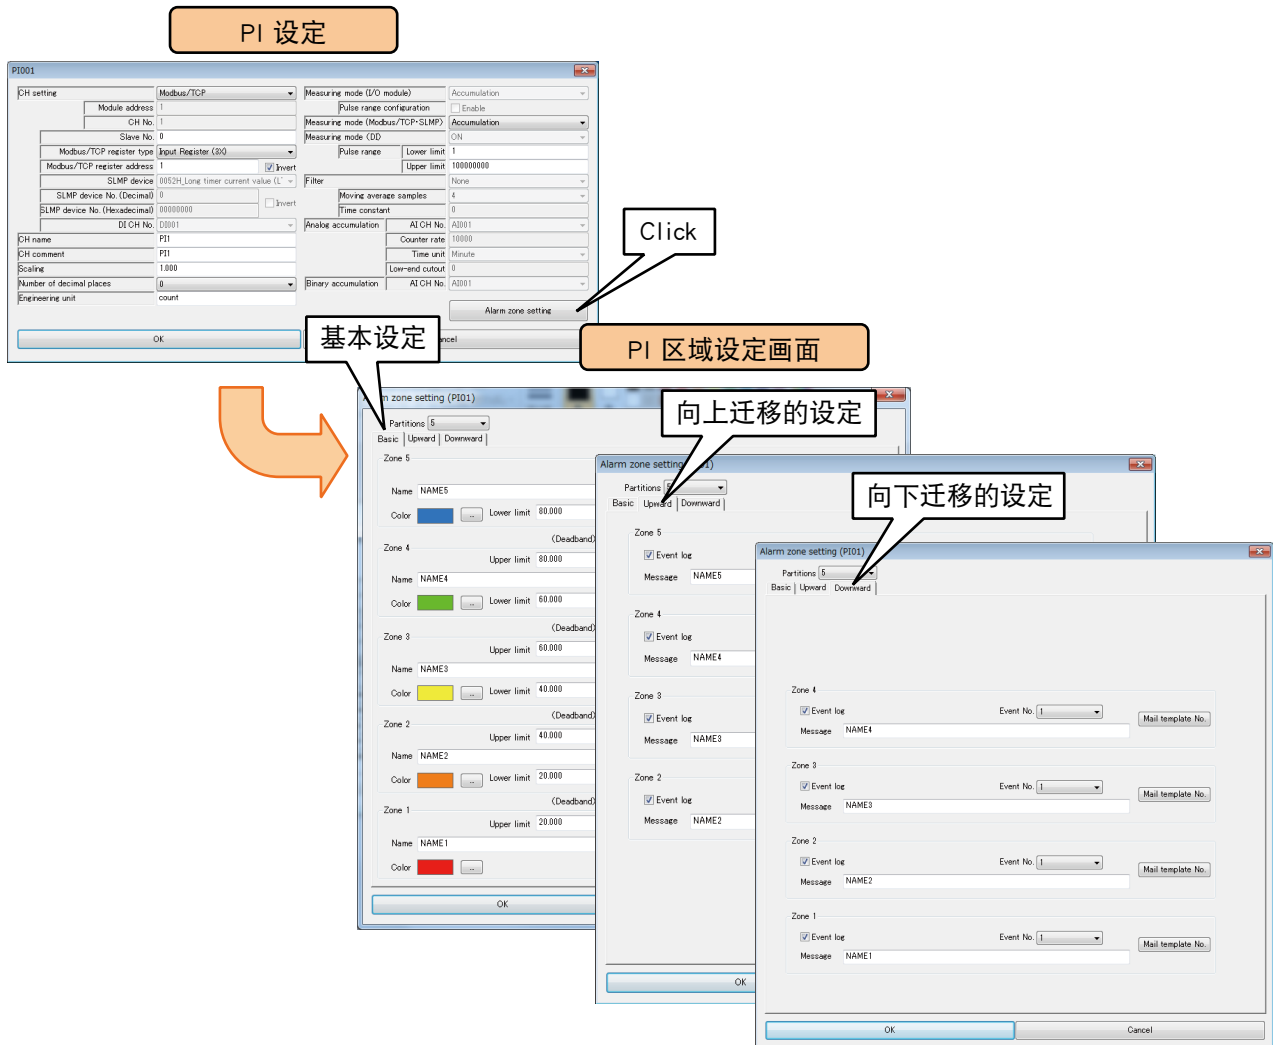 PI 设定
PI001
CH setting Modbus/TCP
Module address 1
CH No. 1
Slave No. 0
Modbus/TCP register type Input Register (3X)
Modbus/TCP register address 1 Invert
SLMP device 0052H_Long timer current value (L
SLMP device No. (Decimal) 0
SLMP device No. (Hexadecimal) 00000000 Invert
DI CH No. DI001
CH name PI1
CH comment PI1
Scaling 1.000
Number of decimal places 0
Engineering unit count
Measuring mode (I/O module) Accumulation
Pulse range configuration Enable
Measuring mode (Modbus/TCP・SLMP) Accumulation
Measuring mode (DI) ON
Pulse range Lower limit 1
Upper limit 100000000
Filter None
Moving average samples 4
Time constant 0
Analog accumulation AI CH No. AI001
Counter rate 10000
Time unit Minute
Low-end cutout 0
Binary accumulation AI CH No. AI001
Alarm zone setting
OK
ncel
Click
基本设定
PI 区域设定画面
m zone setting (PI01)
Partitions 5
Basic Upward Downward
Zone 5
Name NAME5
Color .. Lower limit 80.000
(Deadband)
Zone 4
Upper limit 80.000
Name NAME4
Color .. Lower limit 60.000
(Deadband)
Zone 3
Upper limit 60.000
Name NAME3
Color .. Lower limit 40.000
(Deadband)
Zone 2
Upper limit 40.000
Name NAME2
Color .. Lower limit 20.000
(Deadband)
Zone 1
Upper limit 20.000
Name NAME1
Color ..
OK
向上迁移的设定
Alarm zone setting 01)
Partitions 5
Basic Upward Downward
Zone 5
Event log
Message NAME5
Zone 4
Event log
Message NAME4
Zone 3
Event log
Message NAME3
Zone 2
Event log
Message NAME2
OK
向下迁移的设定
Alarm zone setting (PI01)
Partitions 5
Basic Upward Downward
Zone 4
Event log Event No. 1 Mail template No.
Message NAME4
Zone 3
Event log Event No. 1 Mail template No.
Message NAME3
Zone 2
Event log Event No. 1 Mail template No.
Message NAME2
Zone 1
Event log Event No. 1 Mail template No.
Message NAME1
OK Cancel